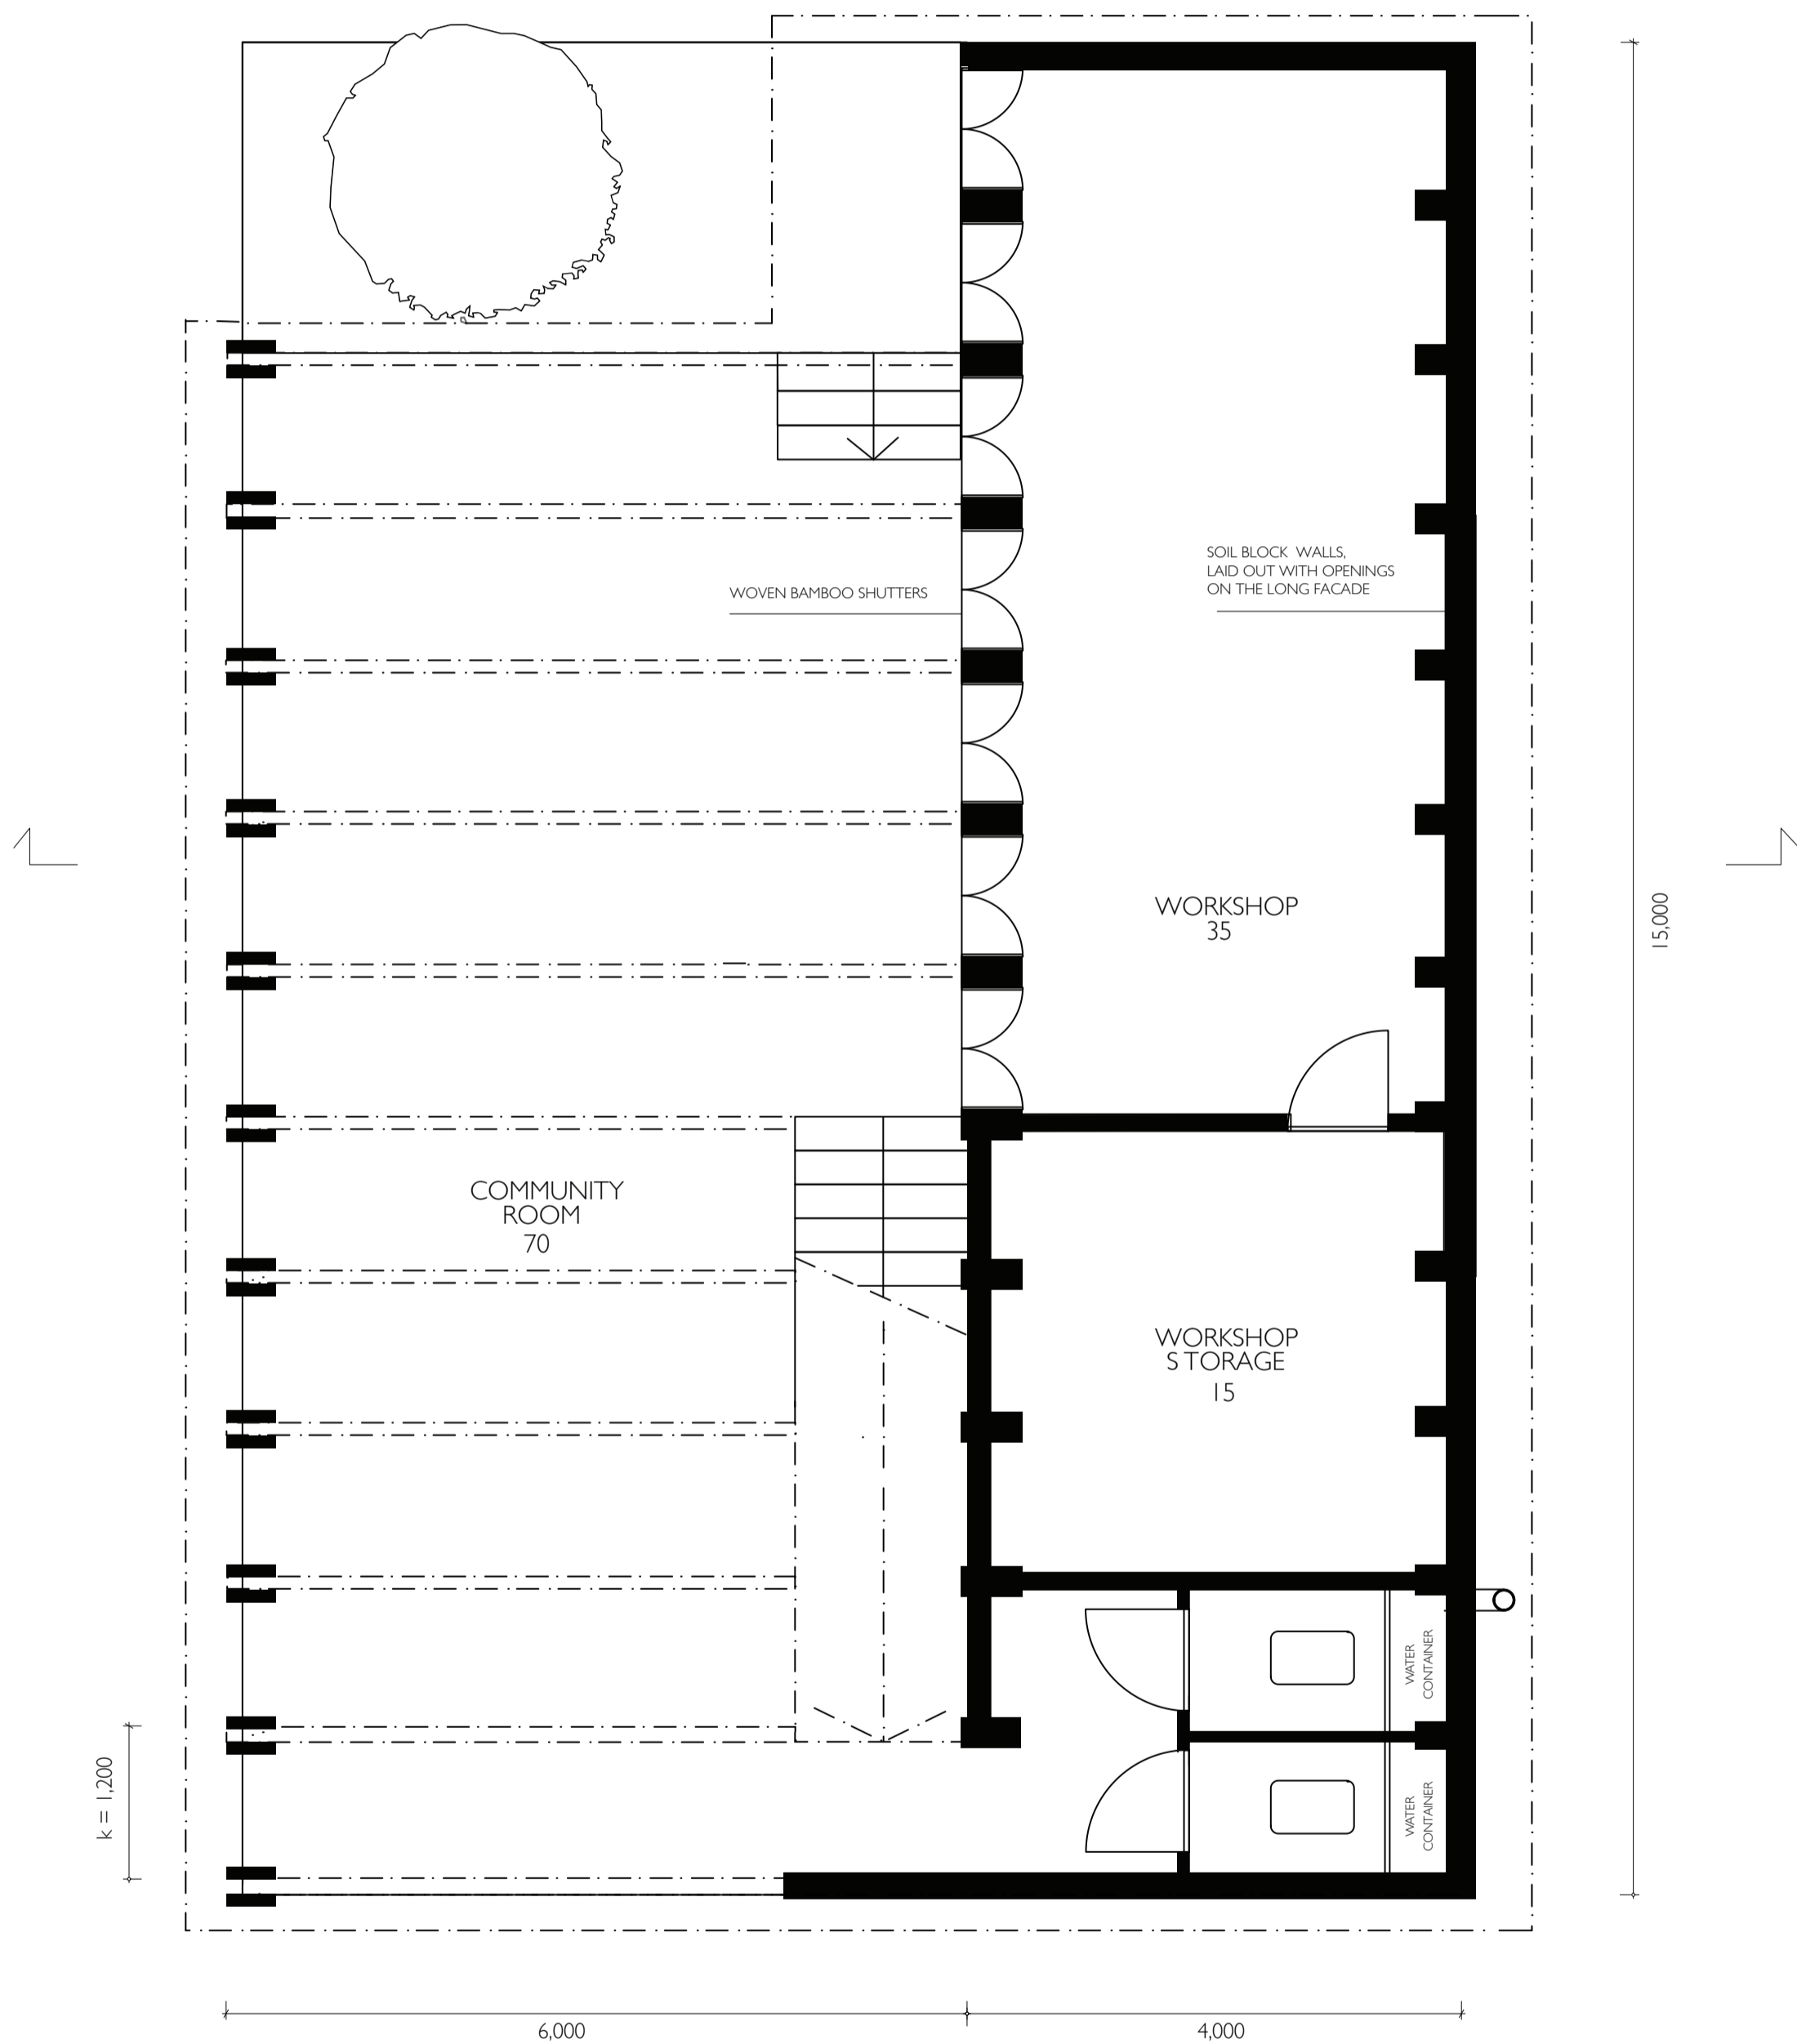 SOIL BLOCK WALLS,
LAID OUT WITH OPENINGS
ON THE LONG FACADE
WOVEN BAMBOO SHUTTERS
WORKSHOP
35
15,000
COMMUNITY
ROOM
70
WORKSHOP
S TORAGE
15
WATER
CONTAINER
k = 1,200
WATER
CONTAINER
6,000
4,000